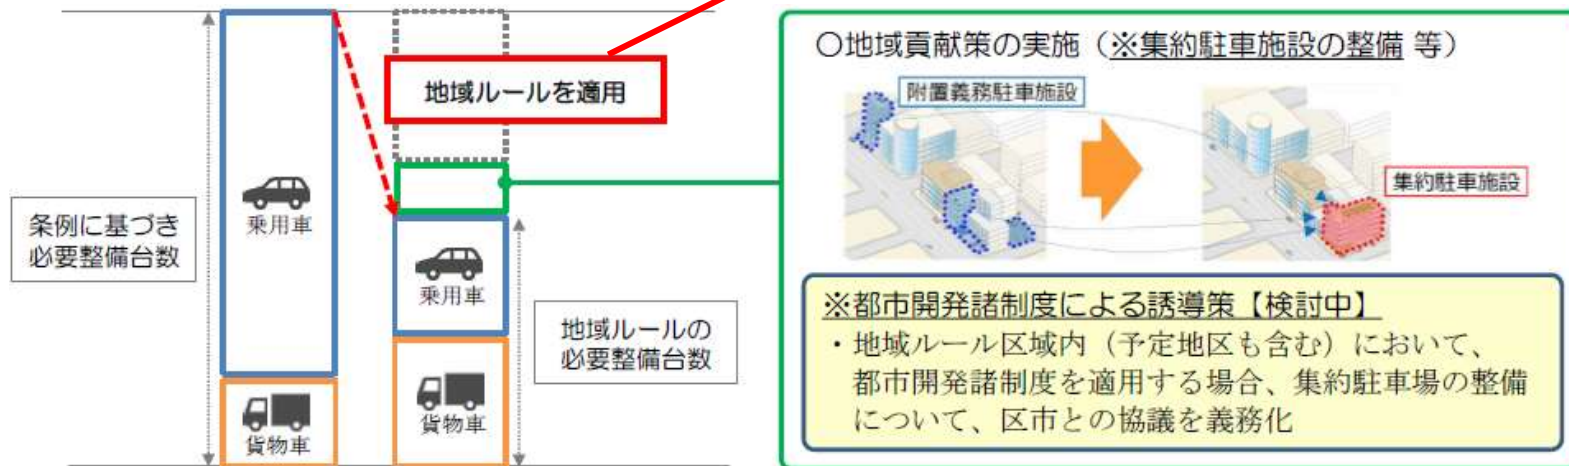 条例に基づき
必要整備台数
乗用車
貨物車
地域ルールを適用
乗用車
貨物車
地域ルールの
必要整備台数
〇地域貢献策の実施（※集約駐車施設の整備 等）
附置義務駐車施設
集約駐車施設
※都市開発諸制度による誘導策【検討中】
・地域ルール区域内（予定地区も含む）において、
都市開発諸制度を適用する場合、集約駐車場の整備
について、区市との協議を義務化